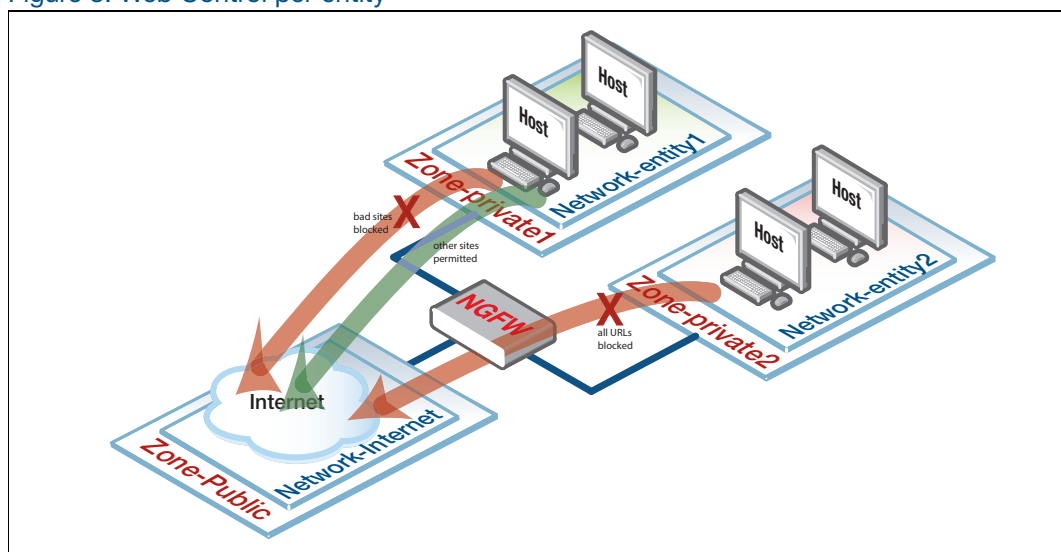 Host
Host
Zone-private1
Network-entity1
bad sites
blocked
X
other sites
permitted
Host
Host
Zone-private2
Network-entity2
NGFW
X
all URLs
blocked
Internet
Network-Internet
Zone-Public